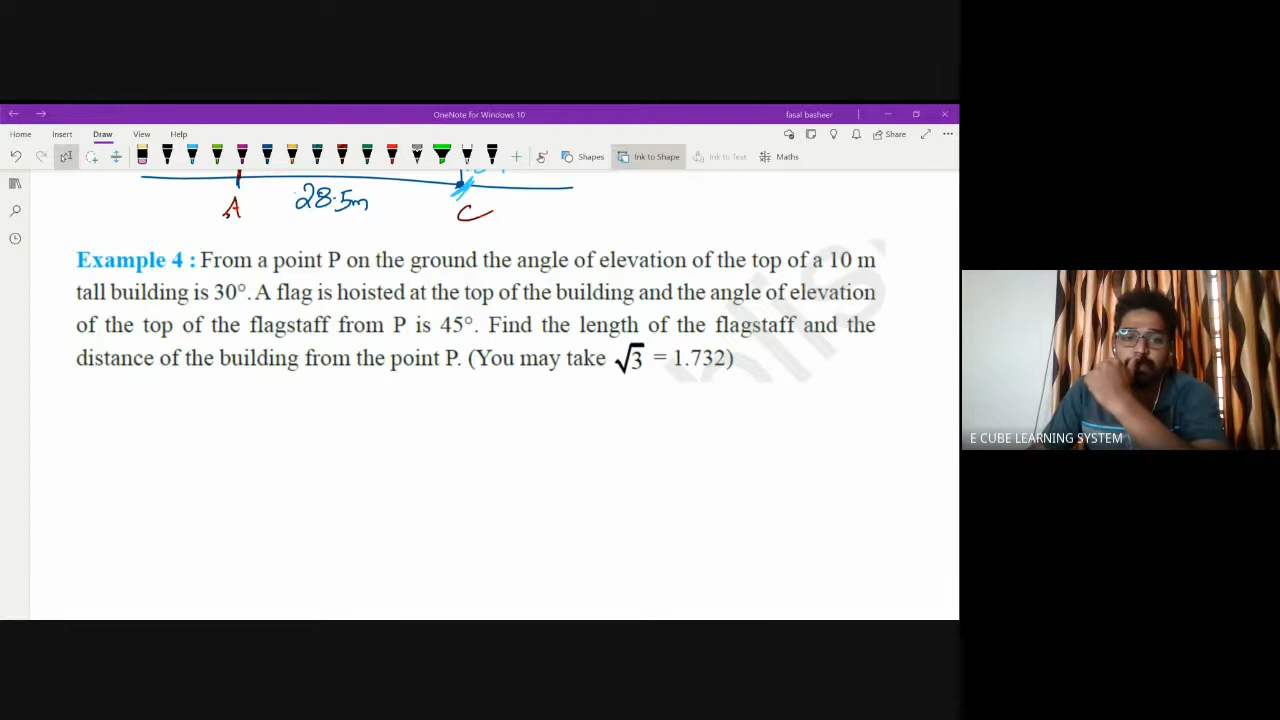 OneNote for Windows 10
fasal basheer
Home Insert Draw View Help
Share
Shapes Ink to Shape Ink to Text Maths
A 28.5m C
Example 4 : From a point P on the ground the angle of elevation of the top of a 10 m
tall building is 30°. A flag is hoisted at the top of the building and the angle of elevation
of the top of the flagstaff from P is 45°. Find the length of the flagstaff and the
distance of the building from the point P. (You may take √3 = 1.732)
E CUBE LEARNING SYSTEM